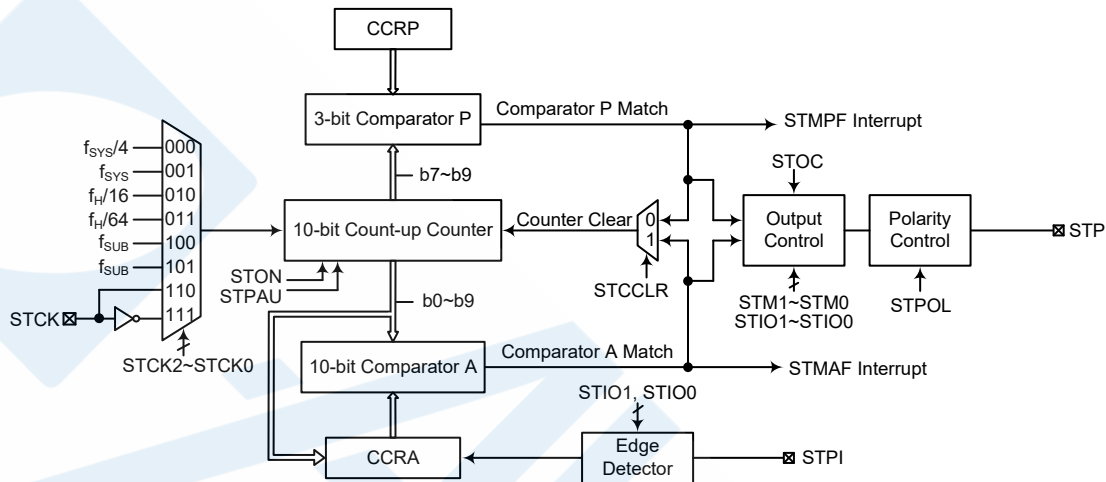 CCRP
3-bit Comparator P
Comparator P Match
STMPF Interrupt
b7~b9
fSYS/4
000
fSYS
001
fH/16
010
fH/64
011
fSUB
100
fSUB
101
110
111
STCK
STCK2~STCK0
10-bit Count-up Counter
STON
STPAU
Counter Clear
0
1
STCCLR
STOC
Output
Control
STM1~STM0
STIO1~STIO0
Polarity
Control
STPOL
STP
b0~b9
10-bit Comparator A
Comparator A Match
STMAF Interrupt
STIO1, STIO0
CCRA
Edge
Detector
STPI